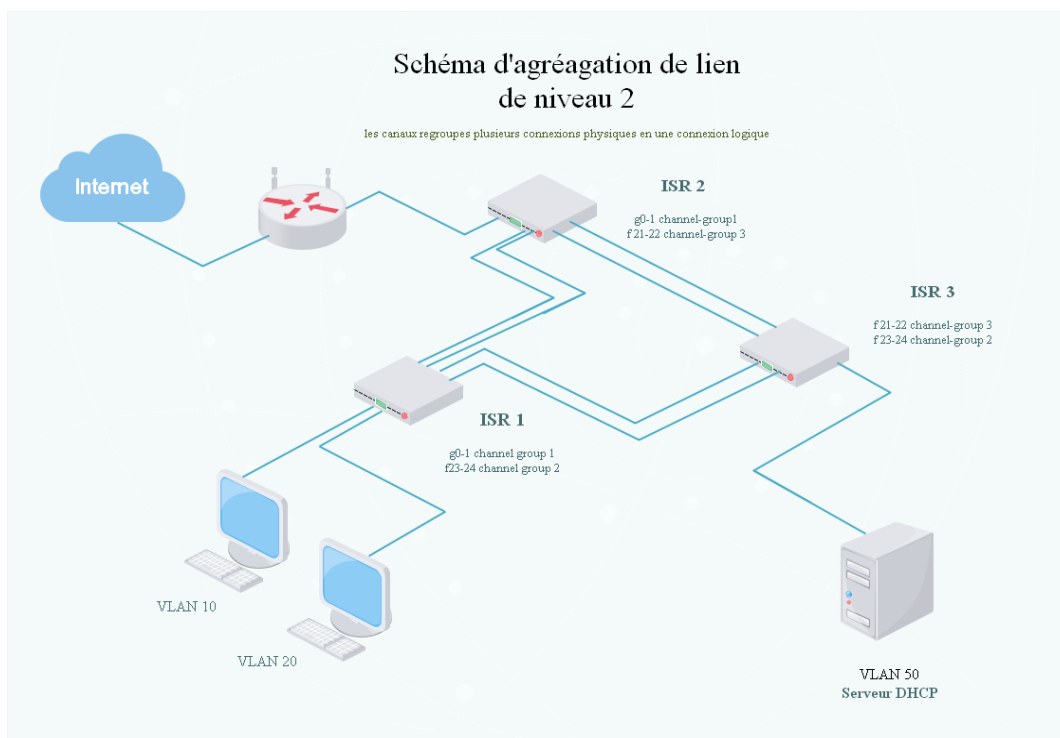 Schéma d'agréagation de lien
de niveau 2
les canaux regroupes plusieurs connexions physiques en une connexion logique
Internet
ISR 2
g0-1 channel-group1
f 21-22 channel-group 3
ISR 3
f 21-22 channel-group 3
f 23-24 channel-group 2
ISR 1
g0-1 channel group 1
f23-24 channel group 2
VLAN 10
VLAN 20
VLAN 50
Serveur DHCP